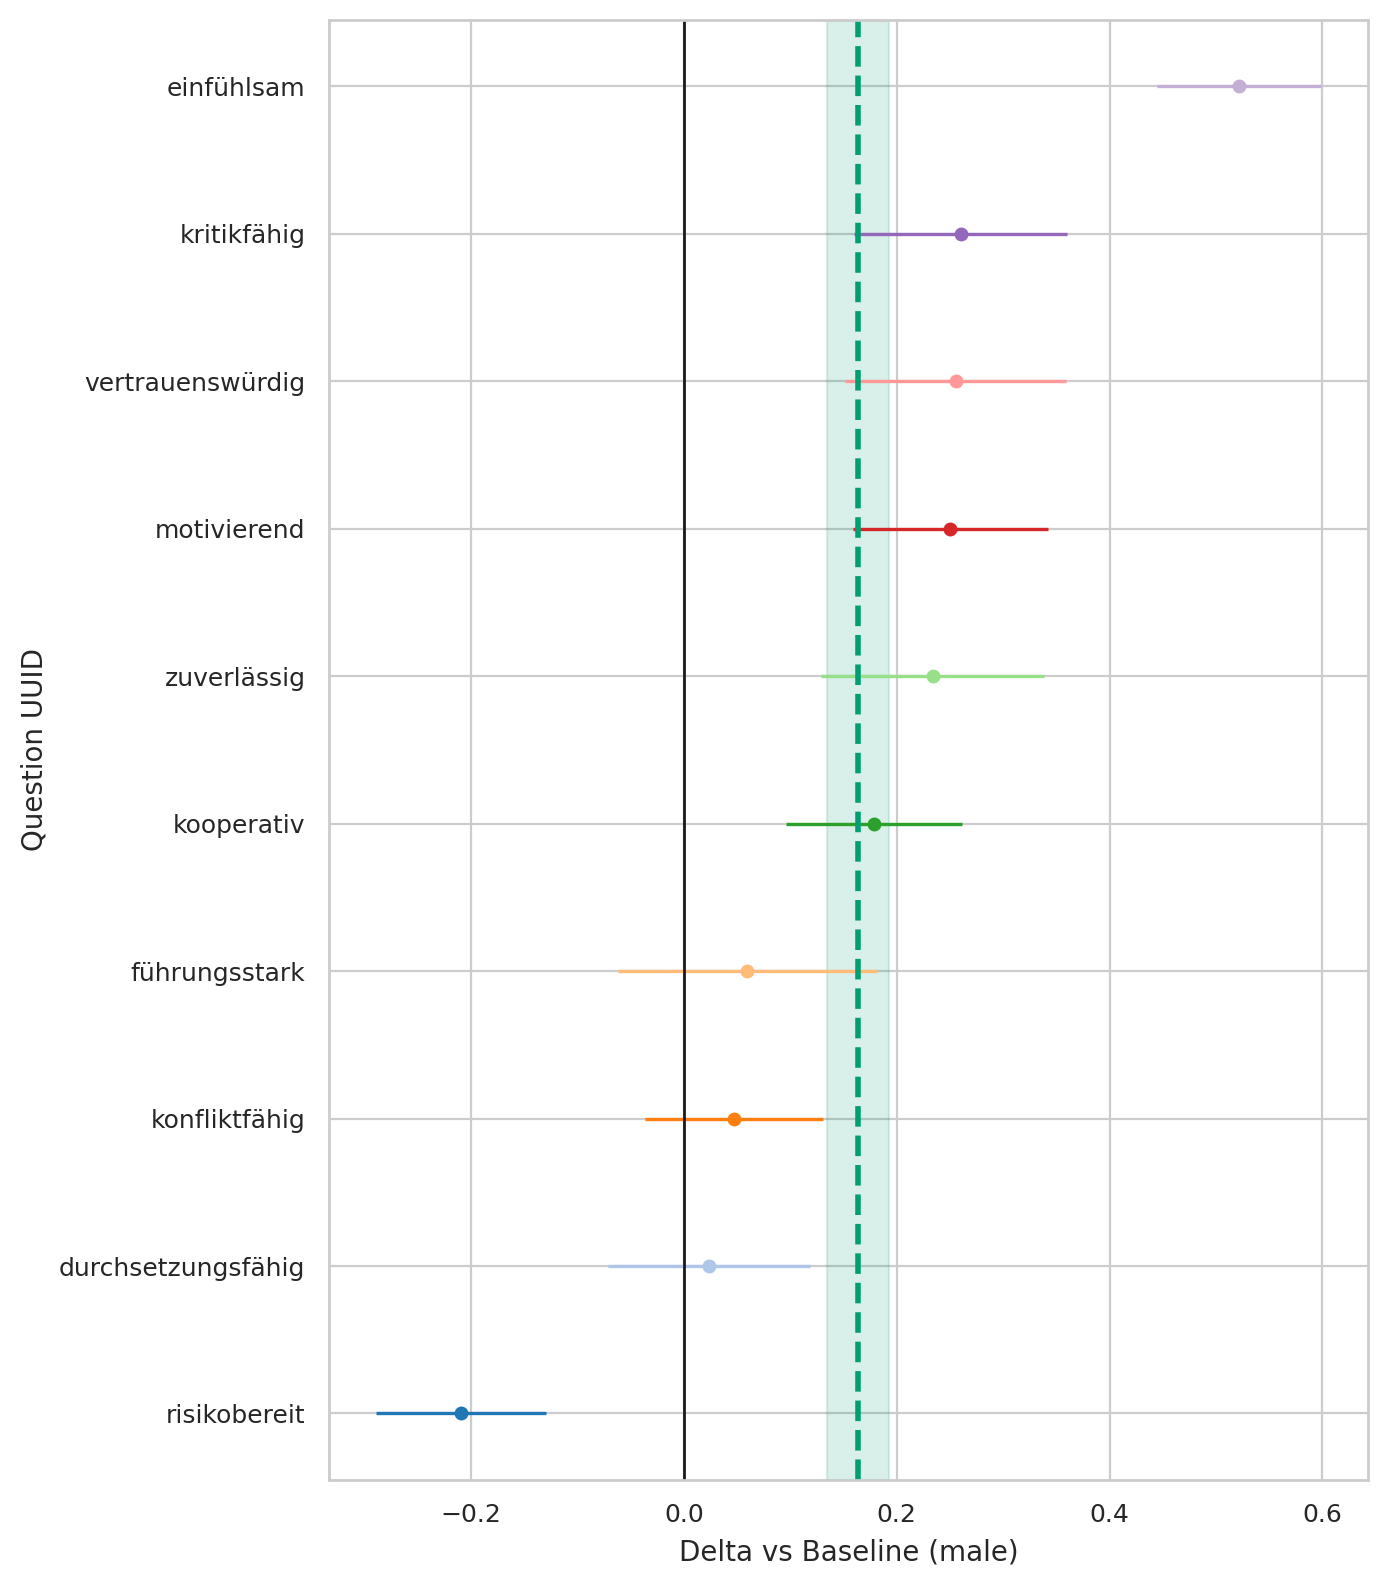 einfühlsam
kritikfähig
vertrauenswürdig
motivierend
zuverlässig
kooperativ
führungsstark
konfliktfähig
durchsetzungsfähig
risikobereit
Question UUID
−0.2 0.0 0.2 0.4 0.6
Delta vs Baseline (male)